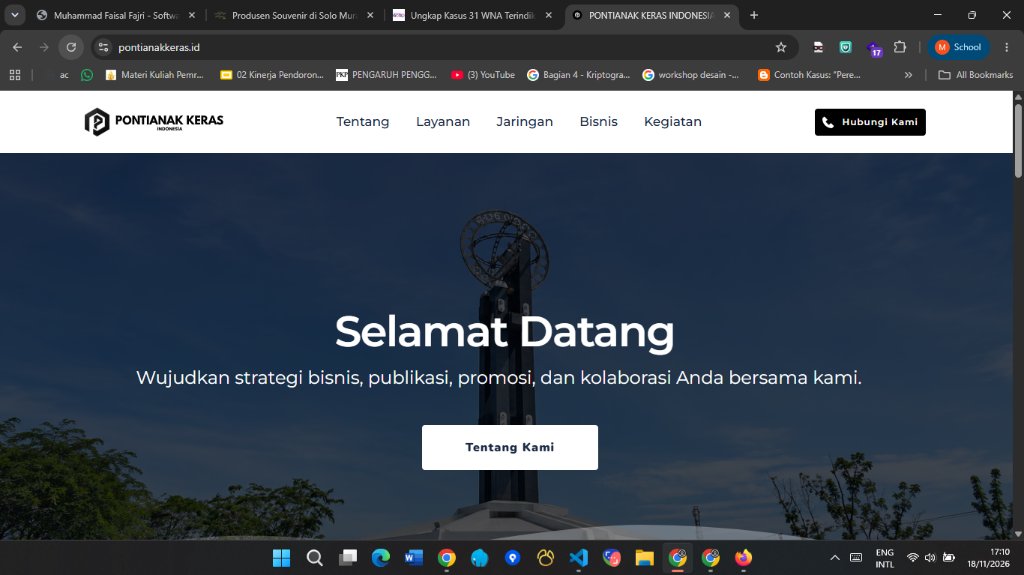 Muhammad Faisal Fajri - Softwa
Produsen Souvenir di Solo Mur
Ungkap Kasus 31 WNA Terindik
PONTIANAK KERAS INDONESIA
pontianakkeras.id
17
M School
ac
Materi Kuliah Pemr...
02 Kinerja Pendoron...
PKP PENGARUH PENGG...
(3) YouTube
Bagian 4 - Kriptogra...
workshop desain -...
Contoh Kasus: "Pere...
All Bookmarks
PONTIANAK KERAS
INDONESIA
Tentang
Layanan
Jaringan
Bisnis
Kegiatan
Hubungi Kami
Selamat Datang
Wujudkan strategi bisnis, publikasi, promosi, dan kolaborasi Anda bersama kami.
Tentang Kami
ENG
INTL
17:10
18/11/2026